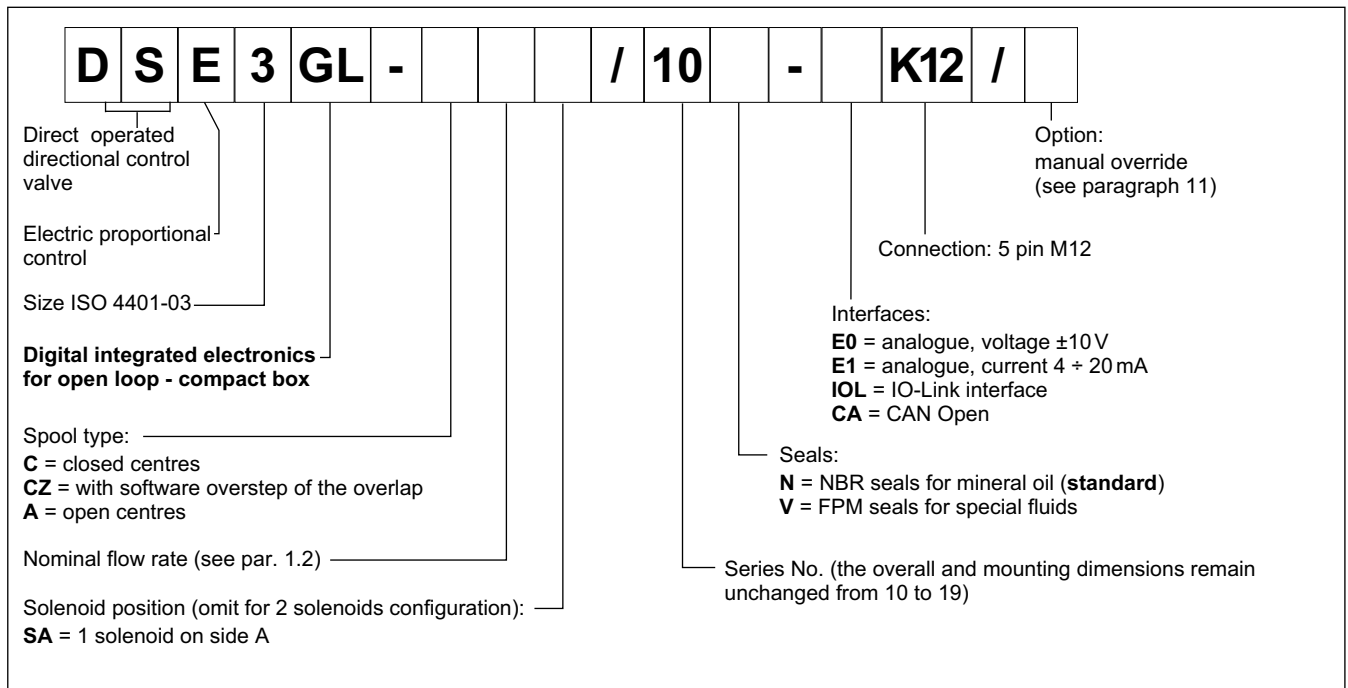 D S E 3 GL - / 10 - K12 /
Direct operated
directional control
valve
Electric proportional
control
Size ISO 4401-03
Digital integrated electronics
for open loop - compact box
Spool type:
C = closed centres
CZ = with software overstep of the overlap
A = open centres
Nominal flow rate (see par. 1.2)
Solenoid position (omit for 2 solenoids configuration):
SA = 1 solenoid on side A
Option:
manual override
(see paragraph 11)
Connection: 5 pin M12
Interfaces:
E0 = analogue, voltage ±10 V
E1 = analogue, current 4 ÷ 20 mA
IOL = IO-Link interface
CA = CAN Open
Seals:
N = NBR seals for mineral oil (standard)
V = FPM seals for special fluids
Series No. (the overall and mounting dimensions remain
unchanged from 10 to 19)